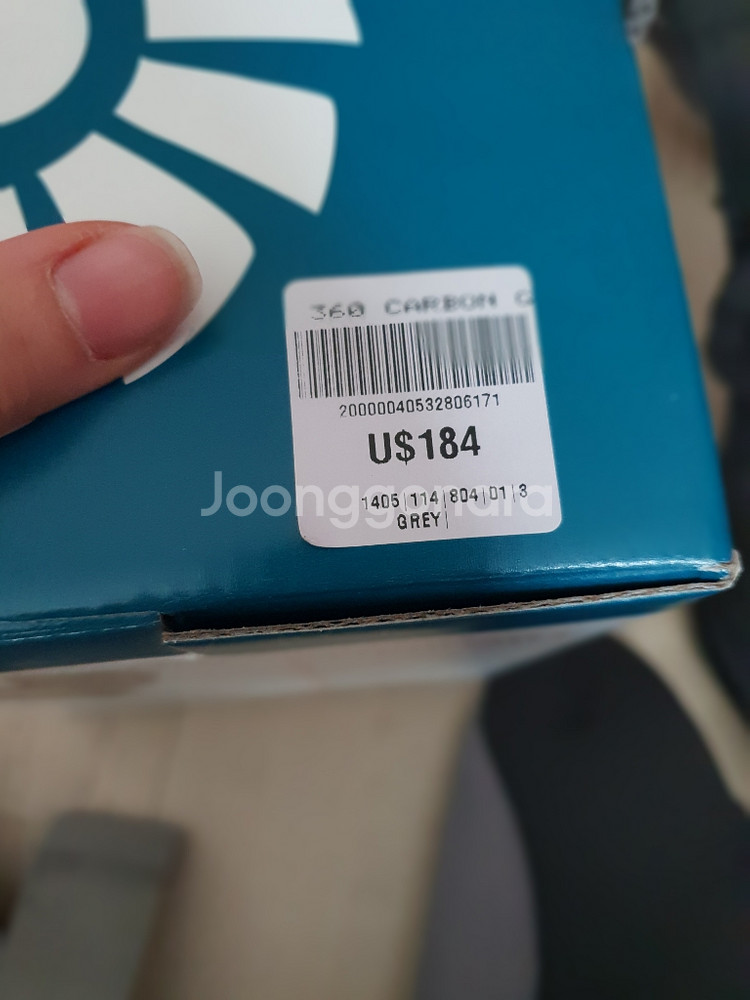 360 CARBON G
20000040532806171
U$184
Joonggonara
1405|114|804|01|3
GREY|